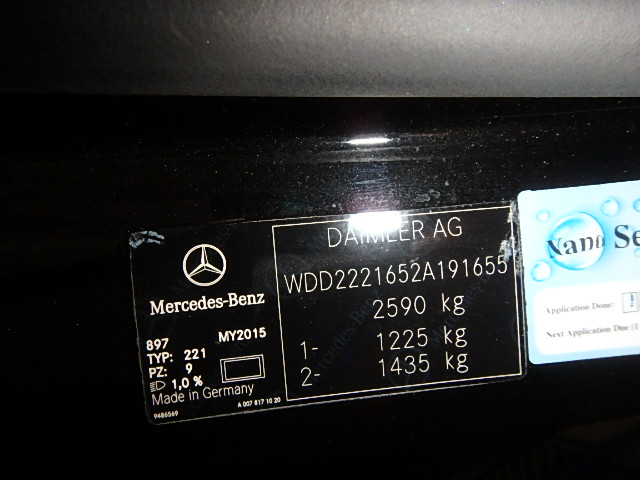 Mercedes-Benz
897 MY2015
TYP: 221
PZ: 9
1,0 %
Made in Germany
9486569 A 007 817 10 20
DAIMLER AG
WDD2221652A191655
2590 kg
1- 1225 kg
2- 1435 kg
Nano Se
Application Done:
Next Application Due